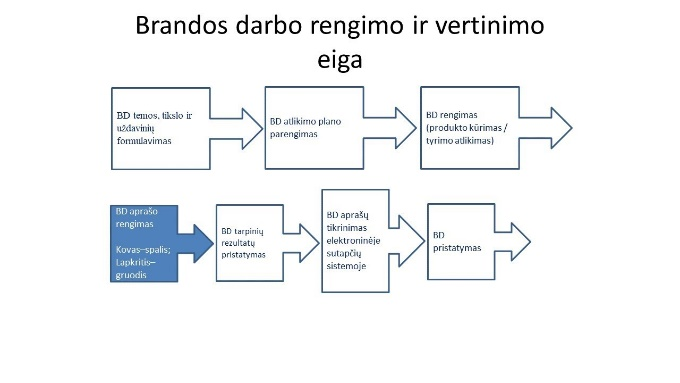 Brandos darbo rengimo ir vertinimo
eiga
BD temos, tikslo ir
uždavinių
formulavimas
BD atlikimo plano
parengimas
BD rengimas
(produkto kūrimas /
tyrimo atlikimas)
BD aprašo
rengimas
Kovas–spalis;
Lapkritis–
gruodis
BD tarpinių
rezultatų
pristatymas
BD aprašų
tikrinimas
elektroninėje
sutapčių
sistemoje
BD
pristatymas